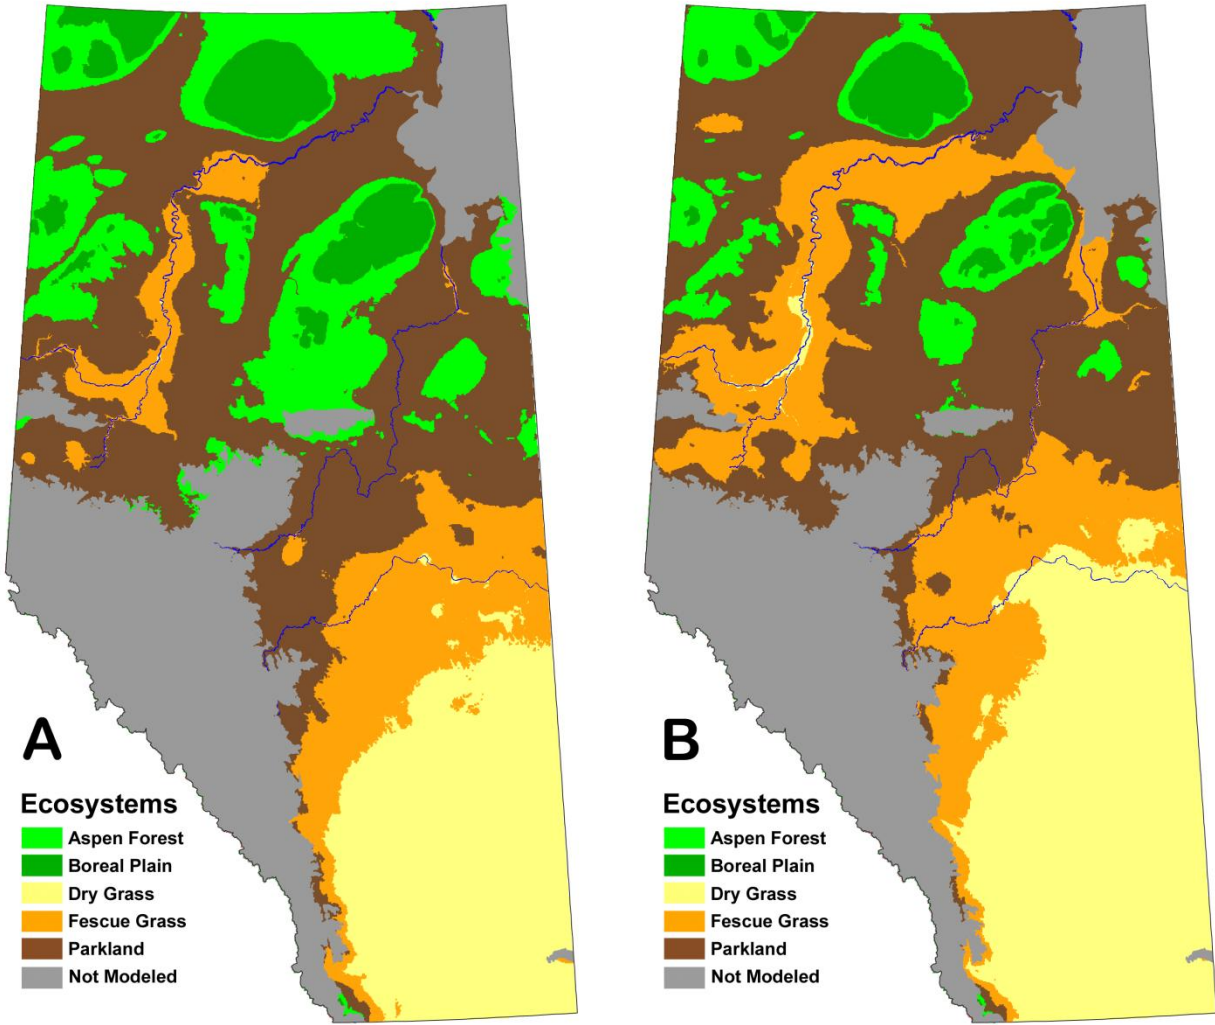 A
Ecosystems
Aspen Forest
Boreal Plain
Dry Grass
Fescue Grass
Parkland
Not Modeled
B
Ecosystems
Aspen Forest
Boreal Plain
Dry Grass
Fescue Grass
Parkland
Not Modeled